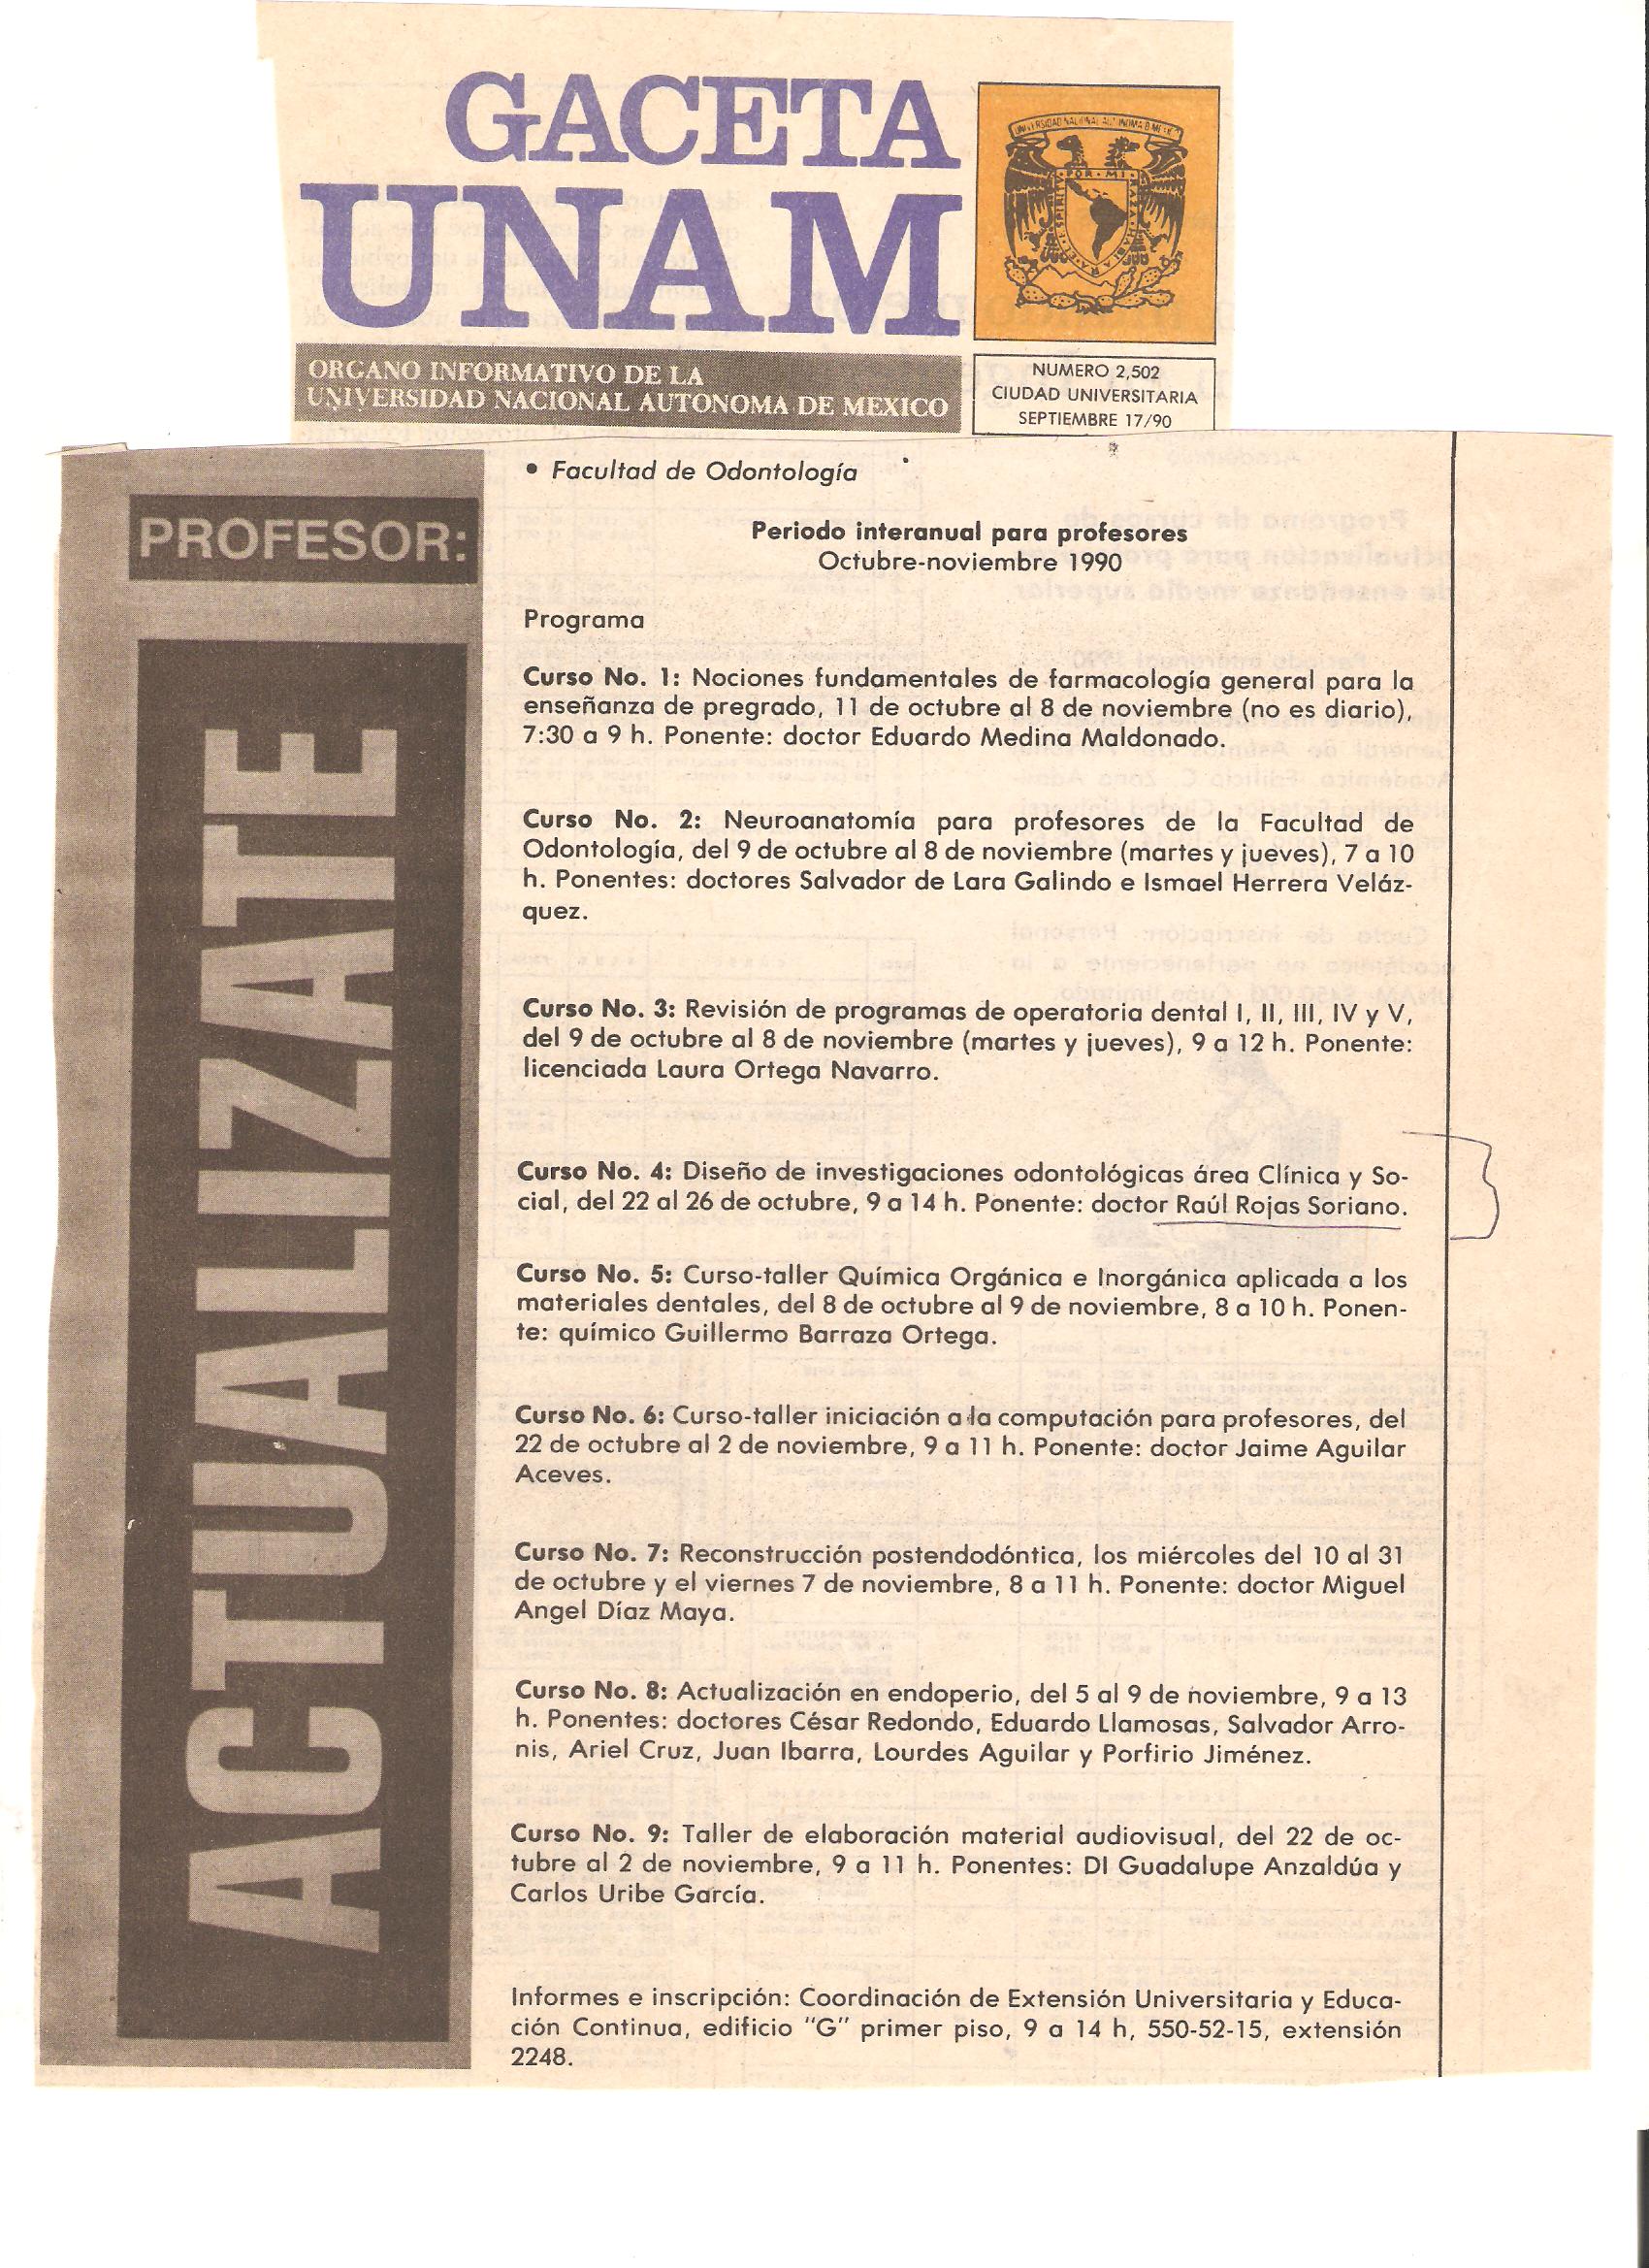 GACETA
UNAM
UNIVERSIDAD NACIONAL AUTONOMA DE MEXICO
POR MI RAZA HABLARA EL ESPIRITU
ORGANO INFORMATIVO DE LA
UNIVERSIDAD NACIONAL AUTONOMA DE MEXICO
NUMERO 2,502
CIUDAD UNIVERSITARIA
SEPTIEMBRE 17/90
PROFESOR:
ACTUALIZATE
• Facultad de Odontología
Periodo interanual para profesores
Octubre-noviembre 1990
Programa
Curso No. 1: Nociones fundamentales de farmacología general para la
enseñanza de pregrado, 11 de octubre al 8 de noviembre (no es diario),
7:30 a 9 h. Ponente: doctor Eduardo Medina Maldonado.
Curso No. 2: Neuroanatomía para profesores de la Facultad de
Odontología, del 9 de octubre al 8 de noviembre (martes y jueves), 7 a 10
h. Ponentes: doctores Salvador de Lara Galindo e Ismael Herrera Veláz-
quez.
Curso No. 3: Revisión de programas de operatoria dental I, II, III, IV y V,
del 9 de octubre al 8 de noviembre (martes y jueves), 9 a 12 h. Ponente:
licenciada Laura Ortega Navarro.
Curso No. 4: Diseño de investigaciones odontológicas área Clínica y So-
cial, del 22 al 26 de octubre, 9 a 14 h. Ponente: doctor Raúl Rojas Soriano.
Curso No. 5: Curso-taller Química Orgánica e Inorgánica aplicada a los
materiales dentales, del 8 de octubre al 9 de noviembre, 8 a 10 h. Ponen-
te: químico Guillermo Barraza Ortega.
Curso No. 6: Curso-taller iniciación a la computación para profesores, del
22 de octubre al 2 de noviembre, 9 a 11 h. Ponente: doctor Jaime Aguilar
Aceves.
Curso No. 7: Reconstrucción postendodóntica, los miércoles del 10 al 31
de octubre y el viernes 7 de noviembre, 8 a 11 h. Ponente: doctor Miguel
Angel Díaz Maya.
Curso No. 8: Actualización en endoperio, del 5 al 9 de noviembre, 9 a 13
h. Ponentes: doctores César Redondo, Eduardo Llamosas, Salvador Arro-
nis, Ariel Cruz, Juan Ibarra, Lourdes Aguilar y Porfirio Jiménez.
Curso No. 9: Taller de elaboración material audiovisual, del 22 de oc-
tubre al 2 de noviembre, 9 a 11 h. Ponentes: DI Guadalupe Anzaldúa y
Carlos Uribe García.
Informes e inscripción: Coordinación de Extensión Universitaria y Educa-
ción Continua, edificio "G" primer piso, 9 a 14 h, 550-52-15, extensión
2248.